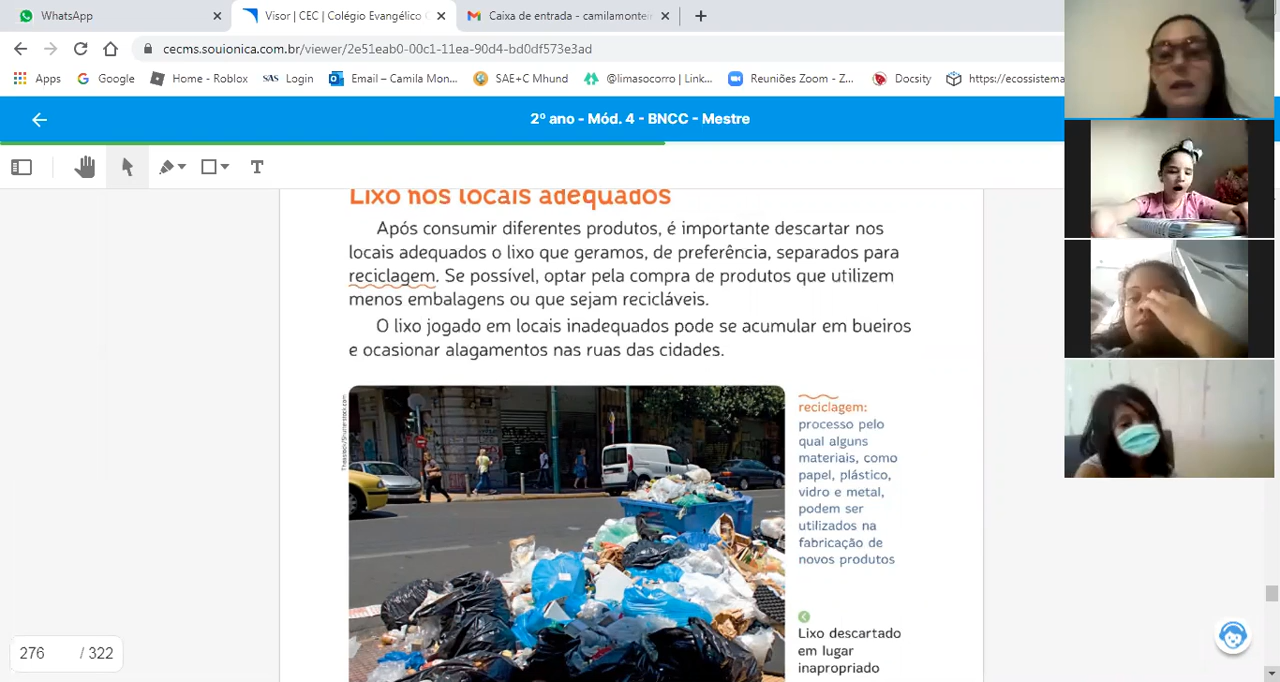 WhatsApp
Visor | CEC | Colégio Evangélico
Caixa de entrada - camilamonter
cecms.souionica.com.br/viewer/2e51eab0-00c1-11ea-90d4-bd0df573e3ad
Apps
Google
Home - Roblox
SAS Login
Email – Camila Mon...
SAE+C Mhund
@limasocorro | Link...
Reuniões Zoom - Z...
Docsity
https://ecossistema
2º ano - Mód. 4 - BNCC - Mestre
T
Lixo nos locais adequados
Após consumir diferentes produtos, é importante descartar nos
locais adequados o lixo que geramos, de preferência, separados para
reciclagem. Se possível, optar pela compra de produtos que utilizem
menos embalagens ou que sejam recicláveis.
O lixo jogado em locais inadequados pode se acumular em bueiros
e ocasionar alagamentos nas ruas das cidades.
reciclagem:
processo pelo
qual alguns
materiais, como
papel, plástico,
vidro e metal,
podem ser
utilizados na
fabricação de
novos produtos
Lixo descartado
em lugar
inapropriado
276 / 322